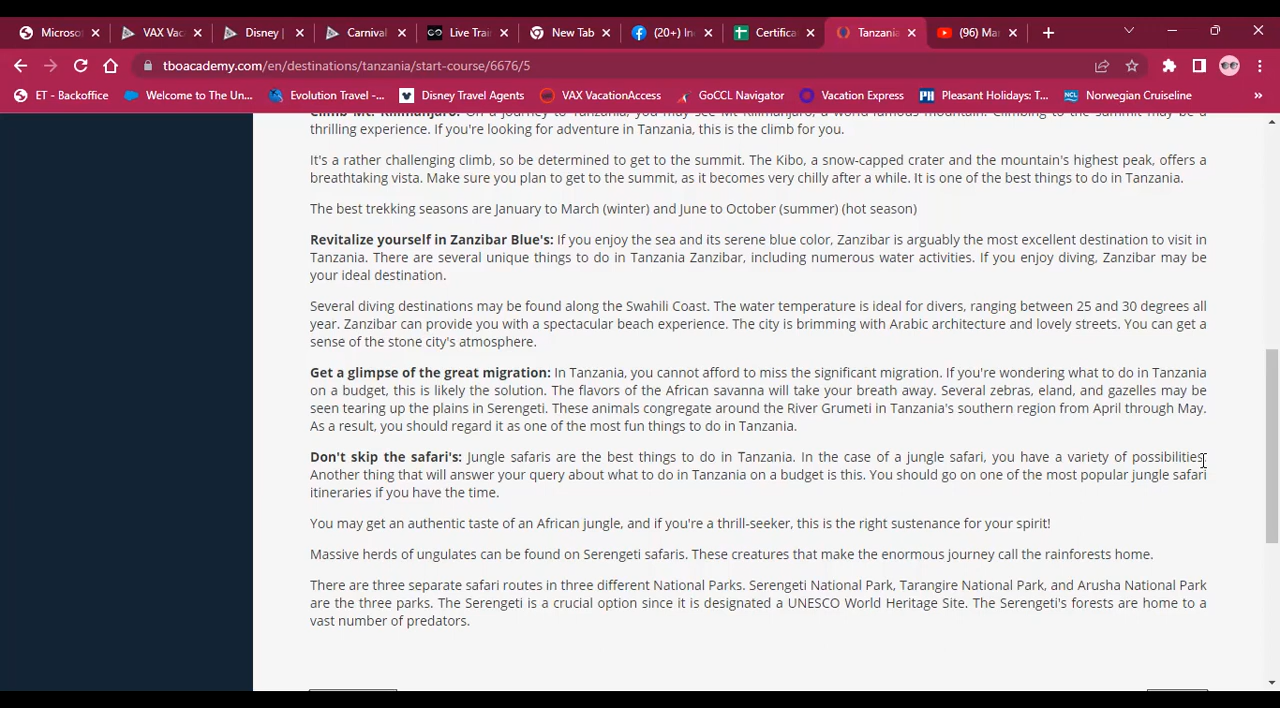 Microsof
VAX Vac
Disney |
Carnival
Live Trai
New Tab
(20+) In
Certifica
Tanzania
(96) Ma
tboacademy.com/en/destinations/tanzania/start-course/6676/5
ET - Backoffice
Welcome to The Un...
Evolution Travel -...
Disney Travel Agents
VAX VacationAccess
GoCCL Navigator
Vacation Express
Pleasant Holidays: T...
Norwegian Cruiseline
»
Climb Mt. Kilimanjaro: On a journey to Tanzania, you may see Mt Kilimanjaro, a world-famous mountain. Climbing to the summit may be a
thrilling experience. If you're looking for adventure in Tanzania, this is the climb for you.
It's a rather challenging climb, so be determined to get to the summit. The Kibo, a snow-capped crater and the mountain's highest peak, offers a
breathtaking vista. Make sure you plan to get to the summit, as it becomes very chilly after a while. It is one of the best things to do in Tanzania.
The best trekking seasons are January to March (winter) and June to October (summer) (hot season)
Revitalize yourself in Zanzibar Blue's: If you enjoy the sea and its serene blue color, Zanzibar is arguably the most excellent destination to visit in
Tanzania. There are several unique things to do in Tanzania Zanzibar, including numerous water activities. If you enjoy diving, Zanzibar may be
your ideal destination.
Several diving destinations may be found along the Swahili Coast. The water temperature is ideal for divers, ranging between 25 and 30 degrees all
year. Zanzibar can provide you with a spectacular beach experience. The city is brimming with Arabic architecture and lovely streets. You can get a
sense of the stone city's atmosphere.
Get a glimpse of the great migration: In Tanzania, you cannot afford to miss the significant migration. If you're wondering what to do in Tanzania
on a budget, this is likely the solution. The flavors of the African savanna will take your breath away. Several zebras, eland, and gazelles may be
seen tearing up the plains in Serengeti. These animals congregate around the River Grumeti in Tanzania's southern region from April through May.
As a result, you should regard it as one of the most fun things to do in Tanzania.
Don't skip the safari's: Jungle safaris are the best things to do in Tanzania. In the case of a jungle safari, you have a variety of possibilities.
Another thing that will answer your query about what to do in Tanzania on a budget is this. You should go on one of the most popular jungle safari
itineraries if you have the time.
You may get an authentic taste of an African jungle, and if you're a thrill-seeker, this is the right sustenance for your spirit!
Massive herds of ungulates can be found on Serengeti safaris. These creatures that make the enormous journey call the rainforests home.
There are three separate safari routes in three different National Parks. Serengeti National Park, Tarangire National Park, and Arusha National Park
are the three parks. The Serengeti is a crucial option since it is designated a UNESCO World Heritage Site. The Serengeti's forests are home to a
vast number of predators.